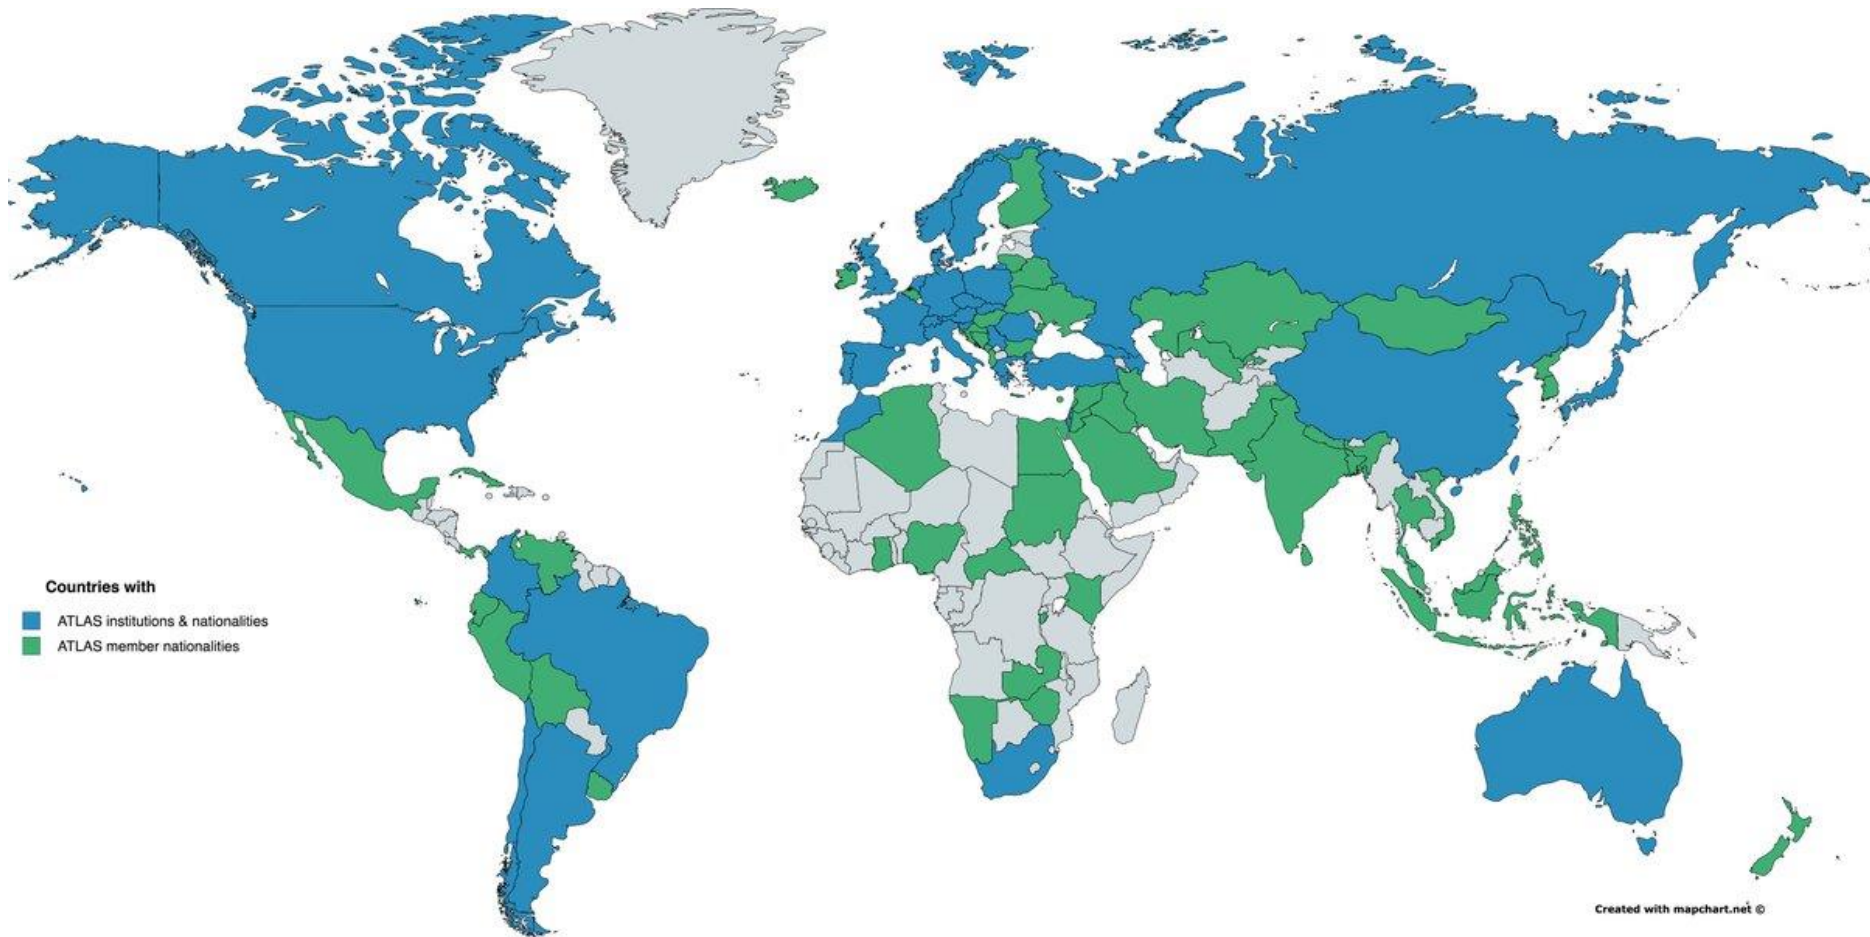 Countries with
ATLAS institutions & nationalities
ATLAS member nationalities
Created with mapchart.net ©